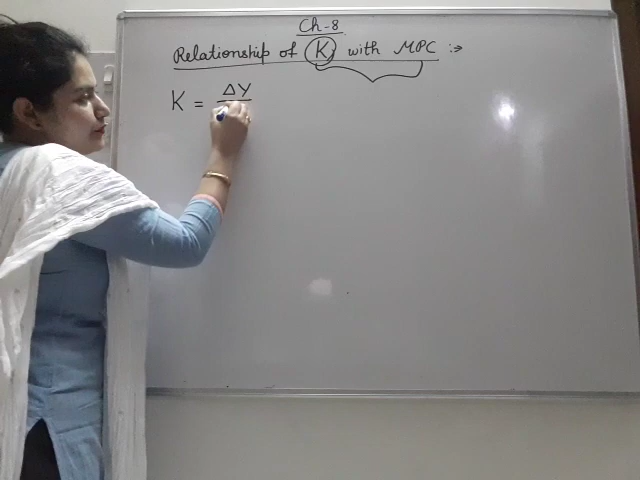 Ch-8
Relationship of K with MPC :→
K = ΔY